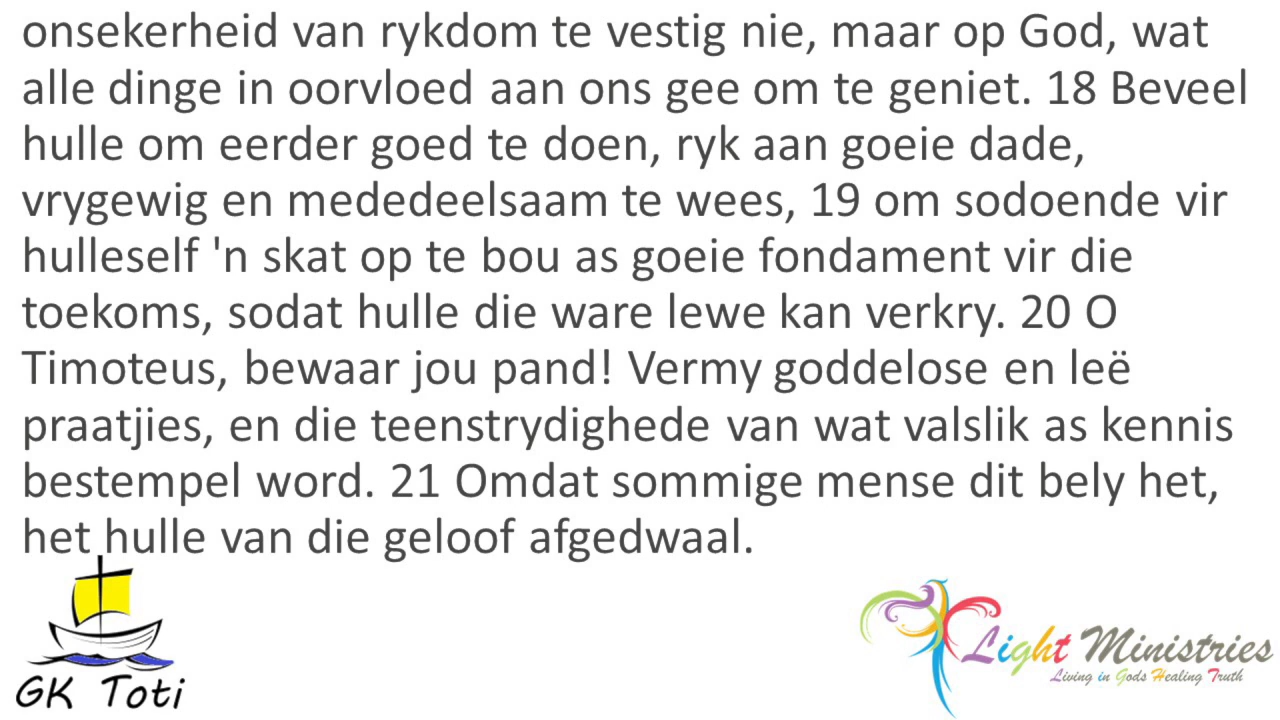 onsekerheid van rykdom te vestig nie, maar op God, wat
alle dinge in oorvloed aan ons gee om te geniet. 18 Beveel
hulle om eerder goed te doen, ryk aan goeie dade,
vrygewig en mededeelsaam te wees, 19 om sodoende vir
hulleself 'n skat op te bou as goeie fondament vir die
toekoms, sodat hulle die ware lewe kan verkry. 20 O
Timoteus, bewaar jou pand! Vermy goddelose en leë
praatjies, en die teenstrydighede van wat valslik as kennis
bestempel word. 21 Omdat sommige mense dit bely het,
het hulle van die geloof afgedwaal.
GK Toti
Light Ministries
Living in Gods Healing Truth